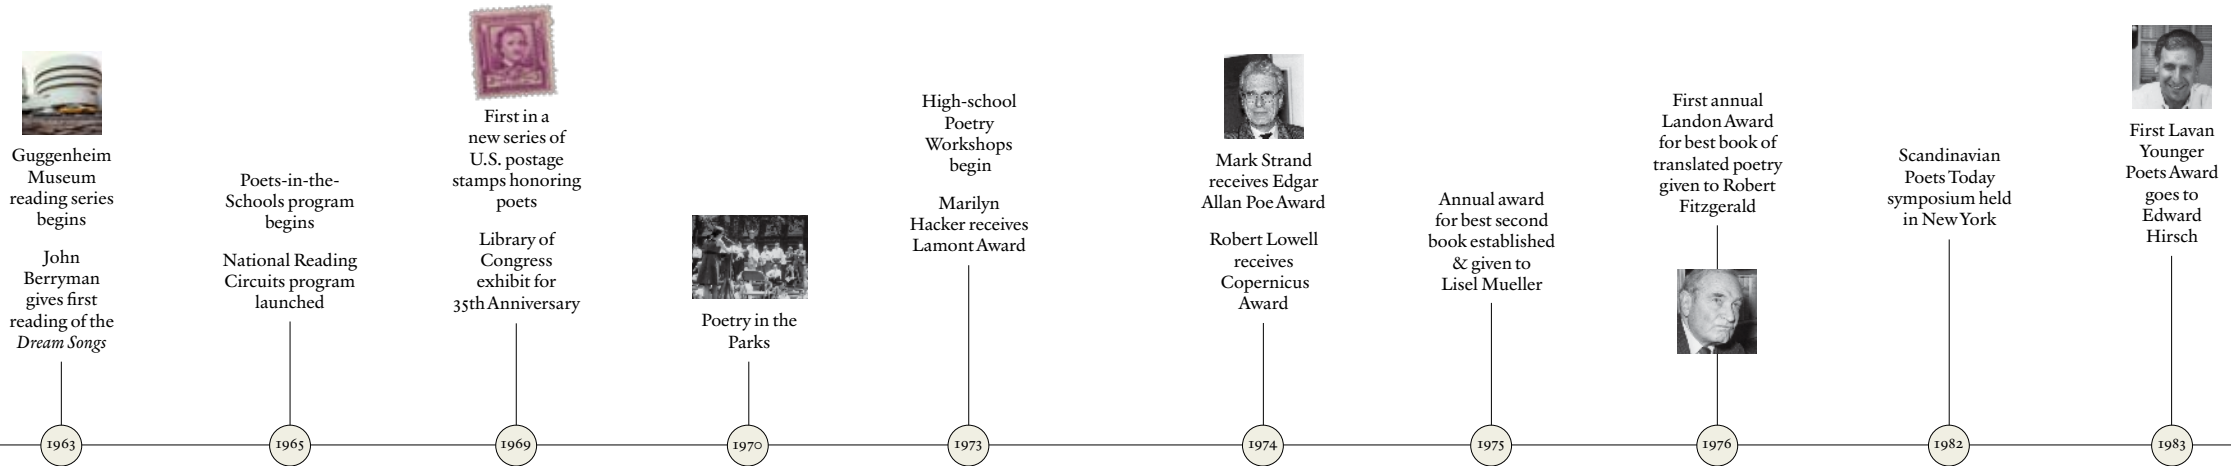 Guggenheim
Museum
reading series
begins
John
Berryman
gives first
reading of the
Dream Songs
1963
Poets-in-the-
Schools program
begins
National Reading
Circuits program
launched
1965
First in a
new series of
U.S. postage
stamps honoring
poets
Library of
Congress
exhibit for
35th Anniversary
1969
Poetry in the
Parks
1970
High-school
Poetry
Workshops
begin
Marilyn
Hacker receives
Lamont Award
1973
Mark Strand
receives Edgar
Allan Poe Award
Robert Lowell
receives
Copernicus
Award
1974
Annual award
for best second
book established
& given to
Lisel Mueller
1975
First annual
Landon Award
for best book of
translated poetry
given to Robert
Fitzgerald
1976
Scandinavian
Poets Today
symposium held
in New York
1982
First Lavan
Younger
Poets Award
goes to
Edward
Hirsch
1983